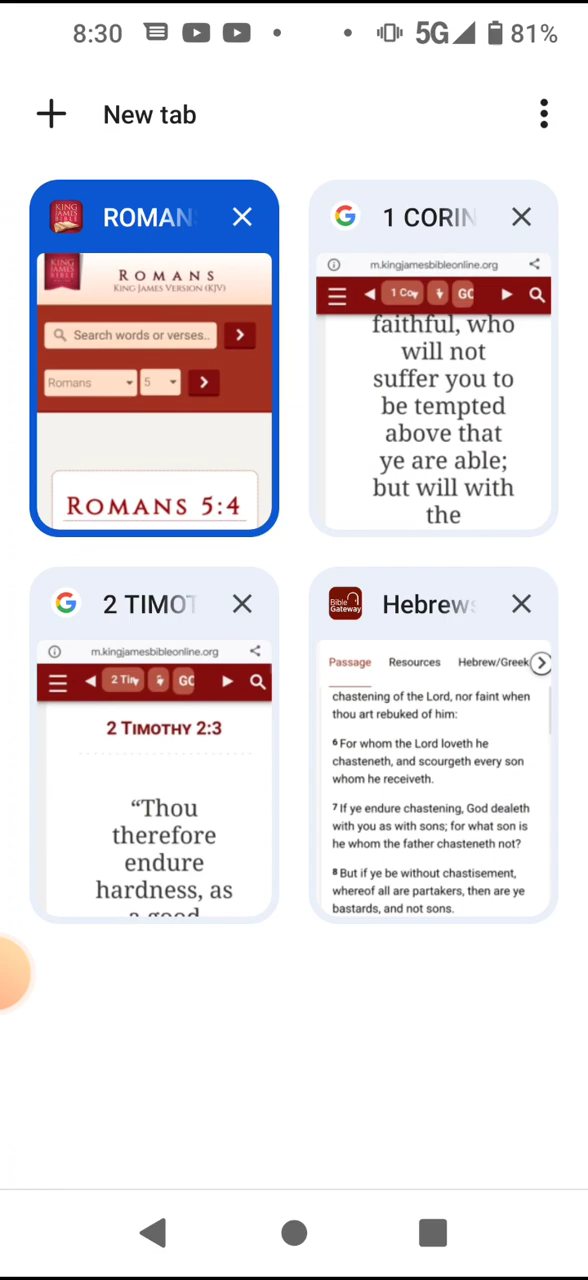 8:30 5G 81%
New tab
ROMAN
KING JAMES BIBLE
ROMANS
KING JAMES VERSION (KJV)
Search words or verses..
Romans 5
ROMANS 5:4
1 CORIN
m.kingjamesbibleonline.org
1 Co GO
faithful, who
will not
suffer you to
be tempted
above that
ye are able;
but will with
the
2 TIMOT
m.kingjamesbibleonline.org
2 Tim GO
2 TIMOTHY 2:3
“Thou
therefore
endure
hardness, as
a good
Bible Gateway
Hebrews
Passage Resources Hebrew/Greek
chastening of the Lord, nor faint when
thou art rebuked of him:
6 For whom the Lord loveth he
chasteneth, and scourgeth every son
whom he receiveth.
7 If ye endure chastening, God dealeth
with you as with sons; for what son is
he whom the father chasteneth not?
8 But if ye be without chastisement,
whereof all are partakers, then are ye
bastards, and not sons.